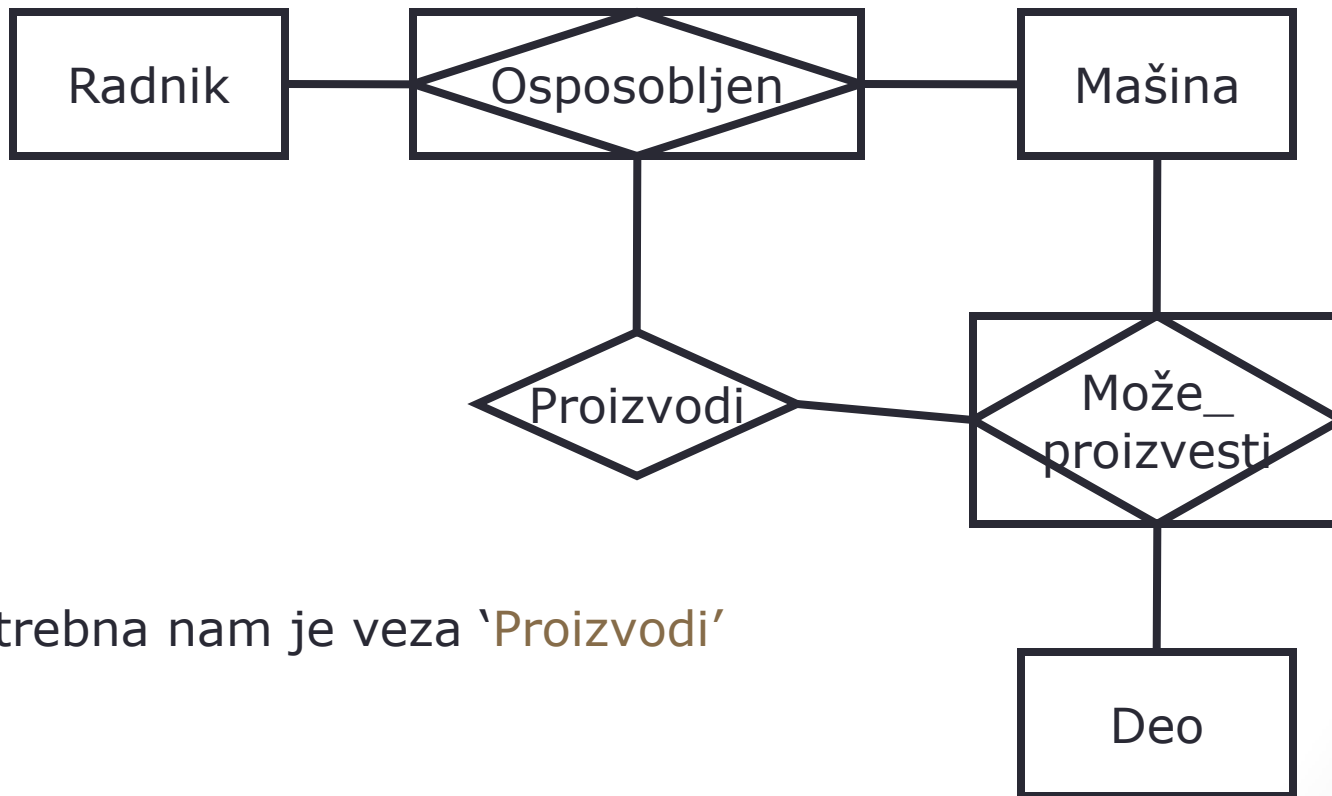 Radnik
Osposobljen
Mašina
Proizvodi
Može_
proizvesti
trebna nam je veza ‘Proizvodi’
Deo